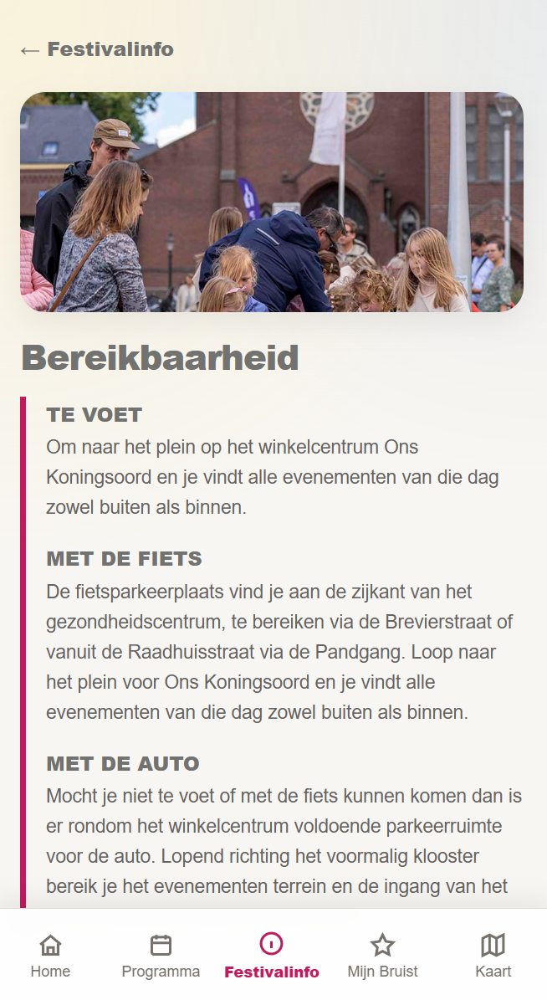 ← Festivalinfo
Bereikbaarheid
TE VOET
Om naar het plein op het winkelcentrum Ons
Koningsoord en je vindt alle evenementen van die dag
zowel buiten als binnen.
MET DE FIETS
De fietsparkeerplaats vind je aan de zijkant van het
gezondheidscentrum, te bereiken via de Brevierstraat of
vanuit de Raadhuisstraat via de Pandgang. Loop naar
het plein voor Ons Koningsoord en je vindt alle
evenementen van die dag zowel buiten als binnen.
MET DE AUTO
Mocht je niet te voet of met de fiets kunnen komen dan is
er rondom het winkelcentrum voldoende parkeerruimte
voor de auto. Lopend richting het voormalig klooster
bereik je het evenementen terrein en de ingang van het
Home
Programma
Festivalinfo
Mijn Bruist
Kaart